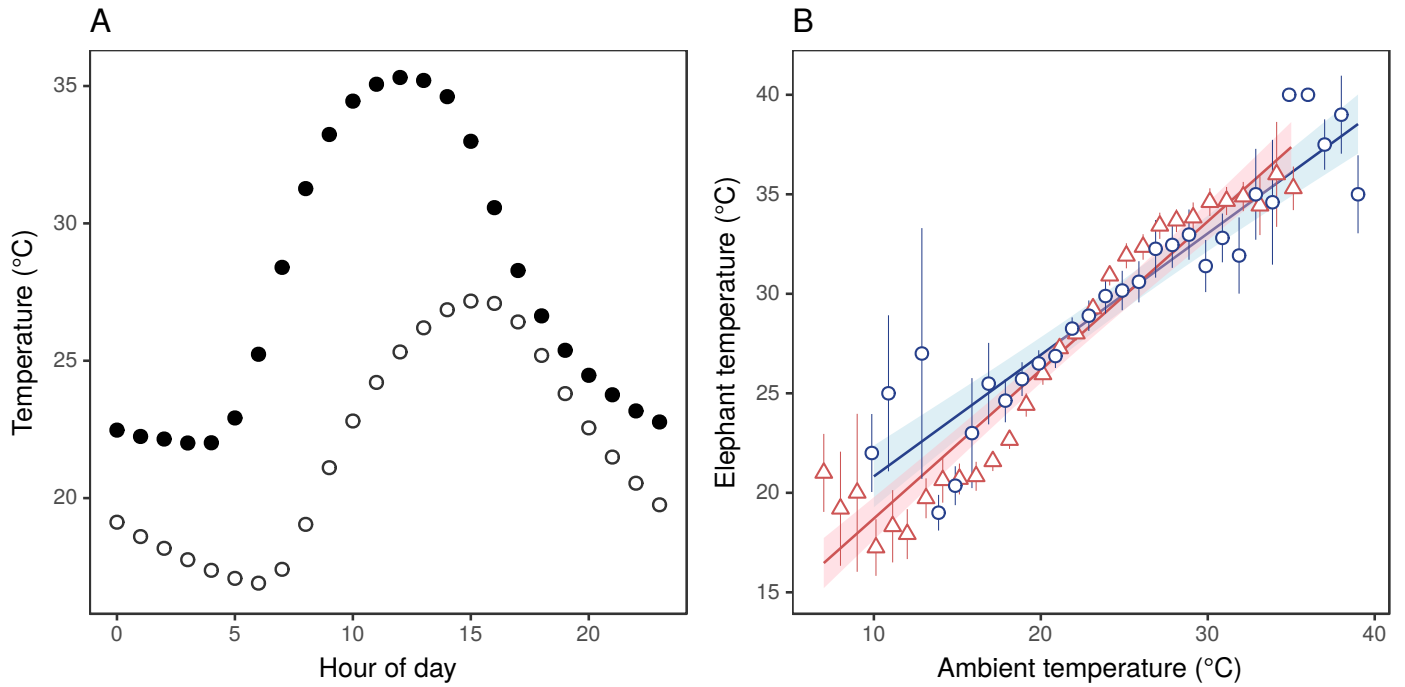 A
Temperature (°C)
35
30
25
20
0 5 10 15 20
Hour of day
B
Elephant temperature (°C)
40
35
30
25
20
15
10 20 30 40
Ambient temperature (°C)